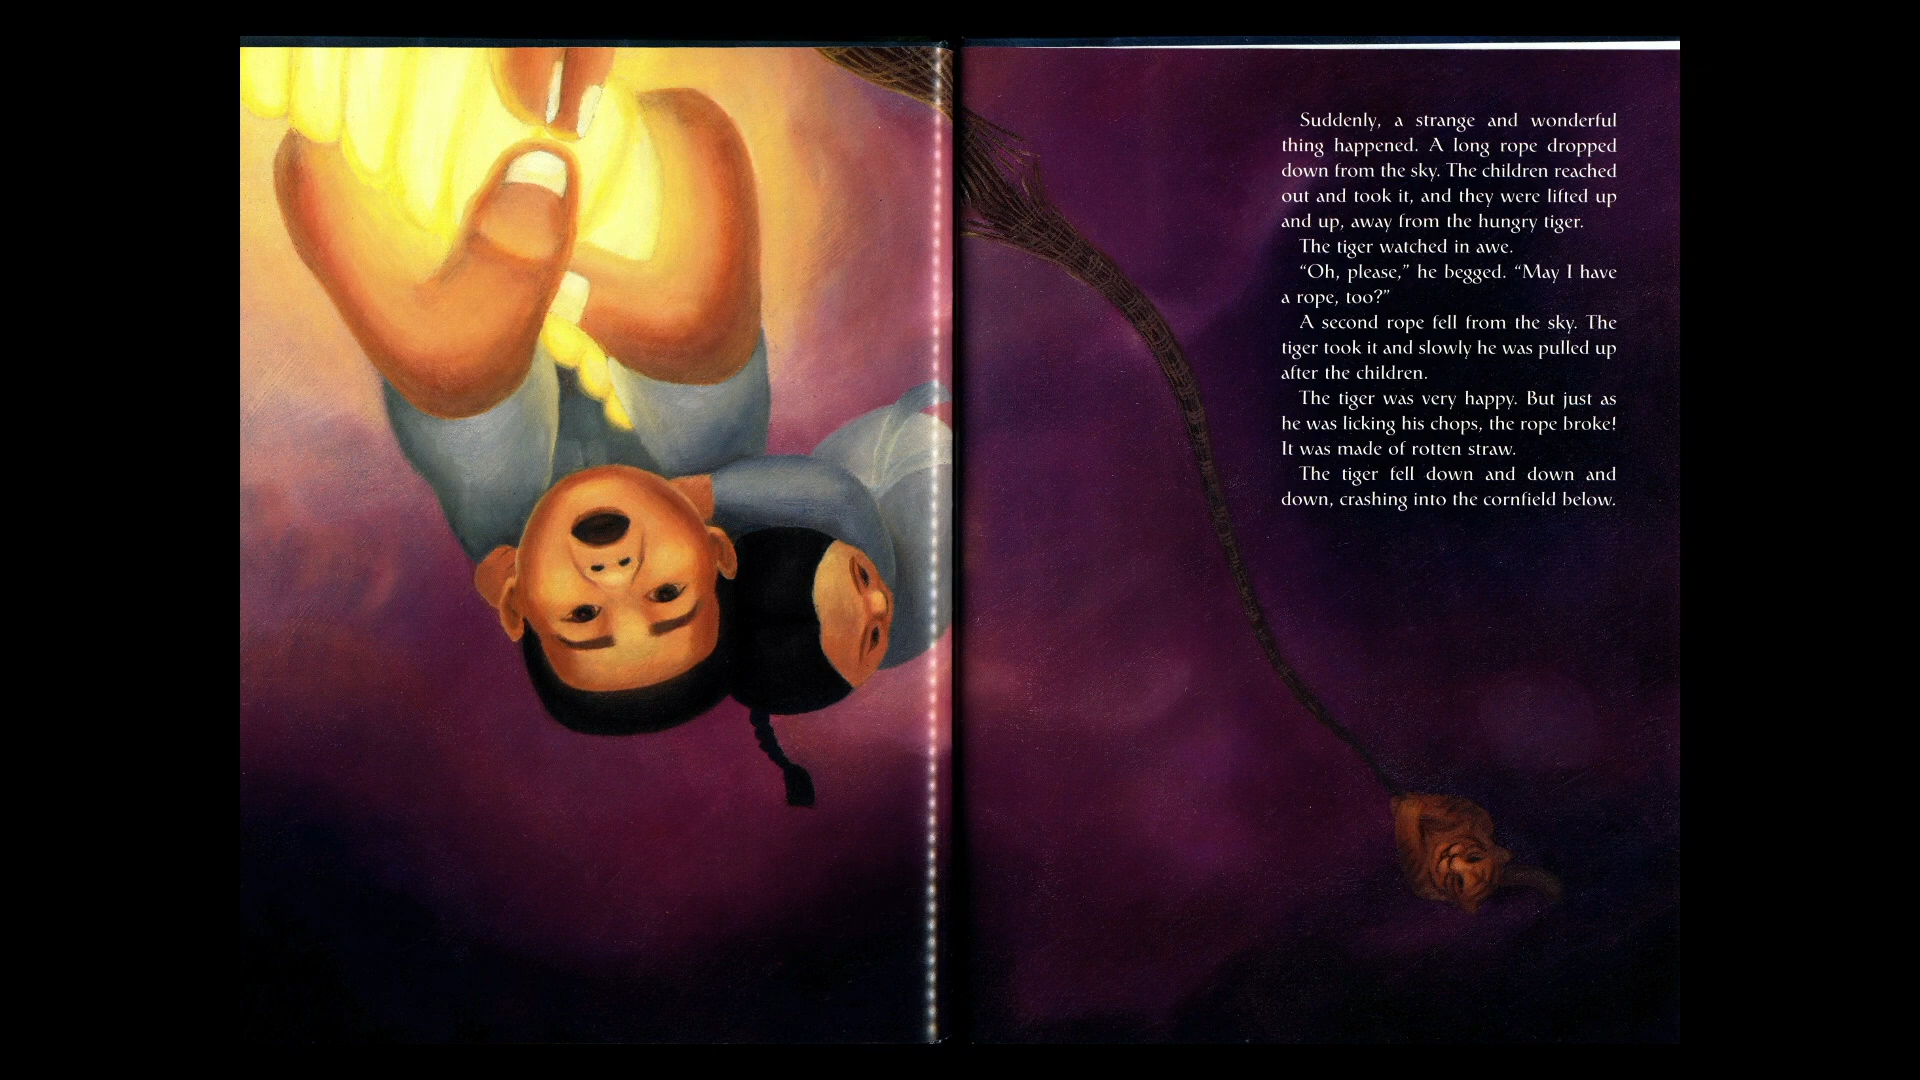 Suddenly, a strange and wonderful
thing happened. A long rope dropped
down from the sky. The children reached
out and took it, and they were lifted up
and up, away from the hungry tiger.
The tiger watched in awe.
“Oh, please,” he begged. “May I have
a rope, too?”
A second rope fell from the sky. The
tiger took it and slowly he was pulled up
after the children.
The tiger was very happy. But just as
he was licking his chops, the rope broke!
It was made of rotten straw.
The tiger fell down and down and
down, crashing into the cornfield below.